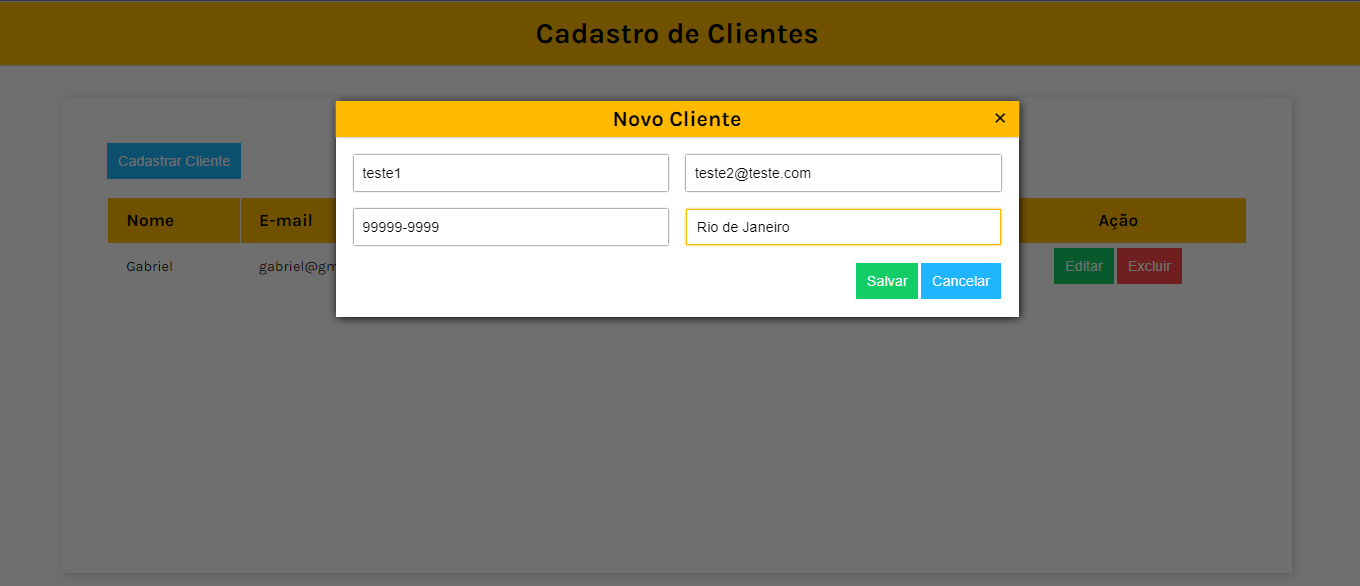 Cadastro de Clientes
Novo Cliente ×
Cadastrar Cliente
teste1 teste2@teste.com
Nome E-mail Ação
99999-9999 Rio de Janeiro
Gabriel gabriel@gm Editar Excluir
Salvar Cancelar